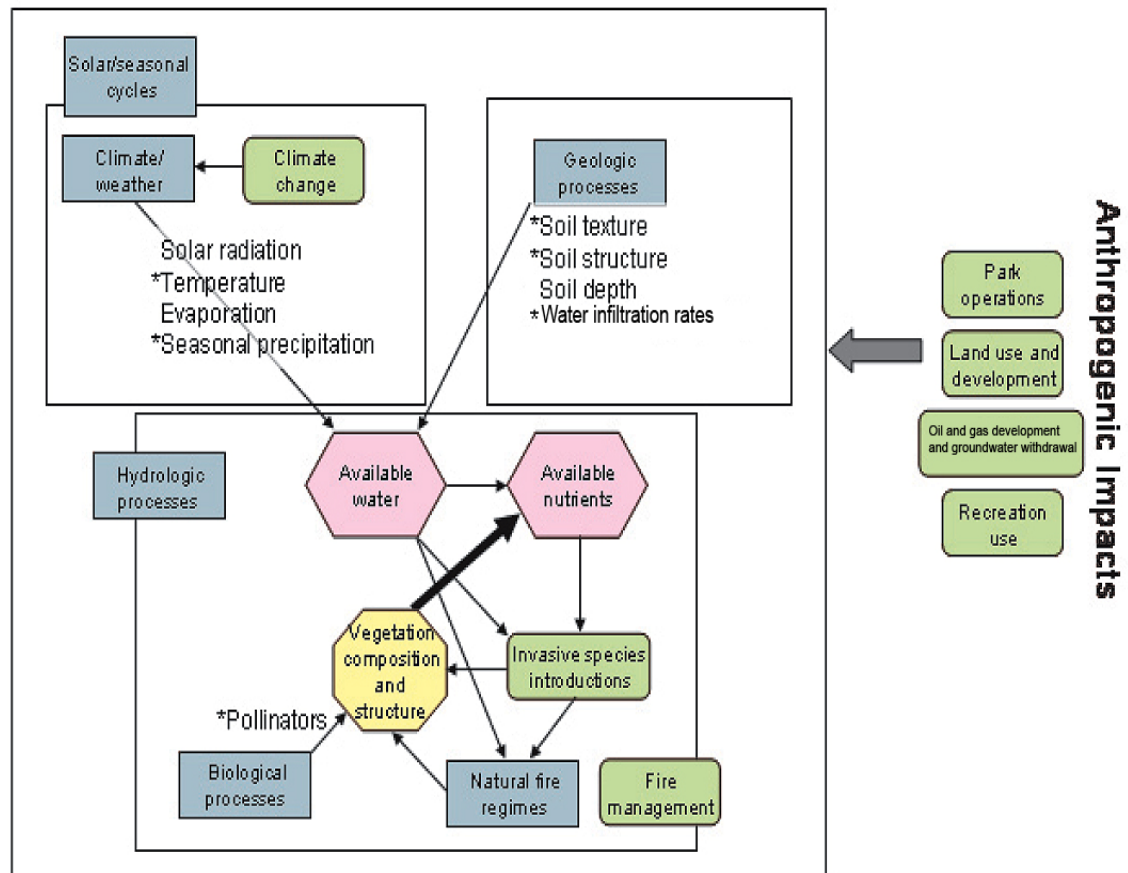 Solar/seasonal
cycles
Climate/
weather
Climate
change
Solar radiation
*Temperature
Evaporation
*Seasonal precipitation
Geologic
processes
*Soil texture
*Soil structure
Soil depth
*Water infiltration rates
Hydrologic
processes
Available
water
Available
nutrients
Vegetation
composition
and
structure
Invasive species
introductions
*Pollinators
Biological
processes
Natural fire
regimes
Fire
management
Park
operations
Land use and
development
Oil and gas development
and groundwater withdrawal
Recreation
use
Anthropogenic Impacts